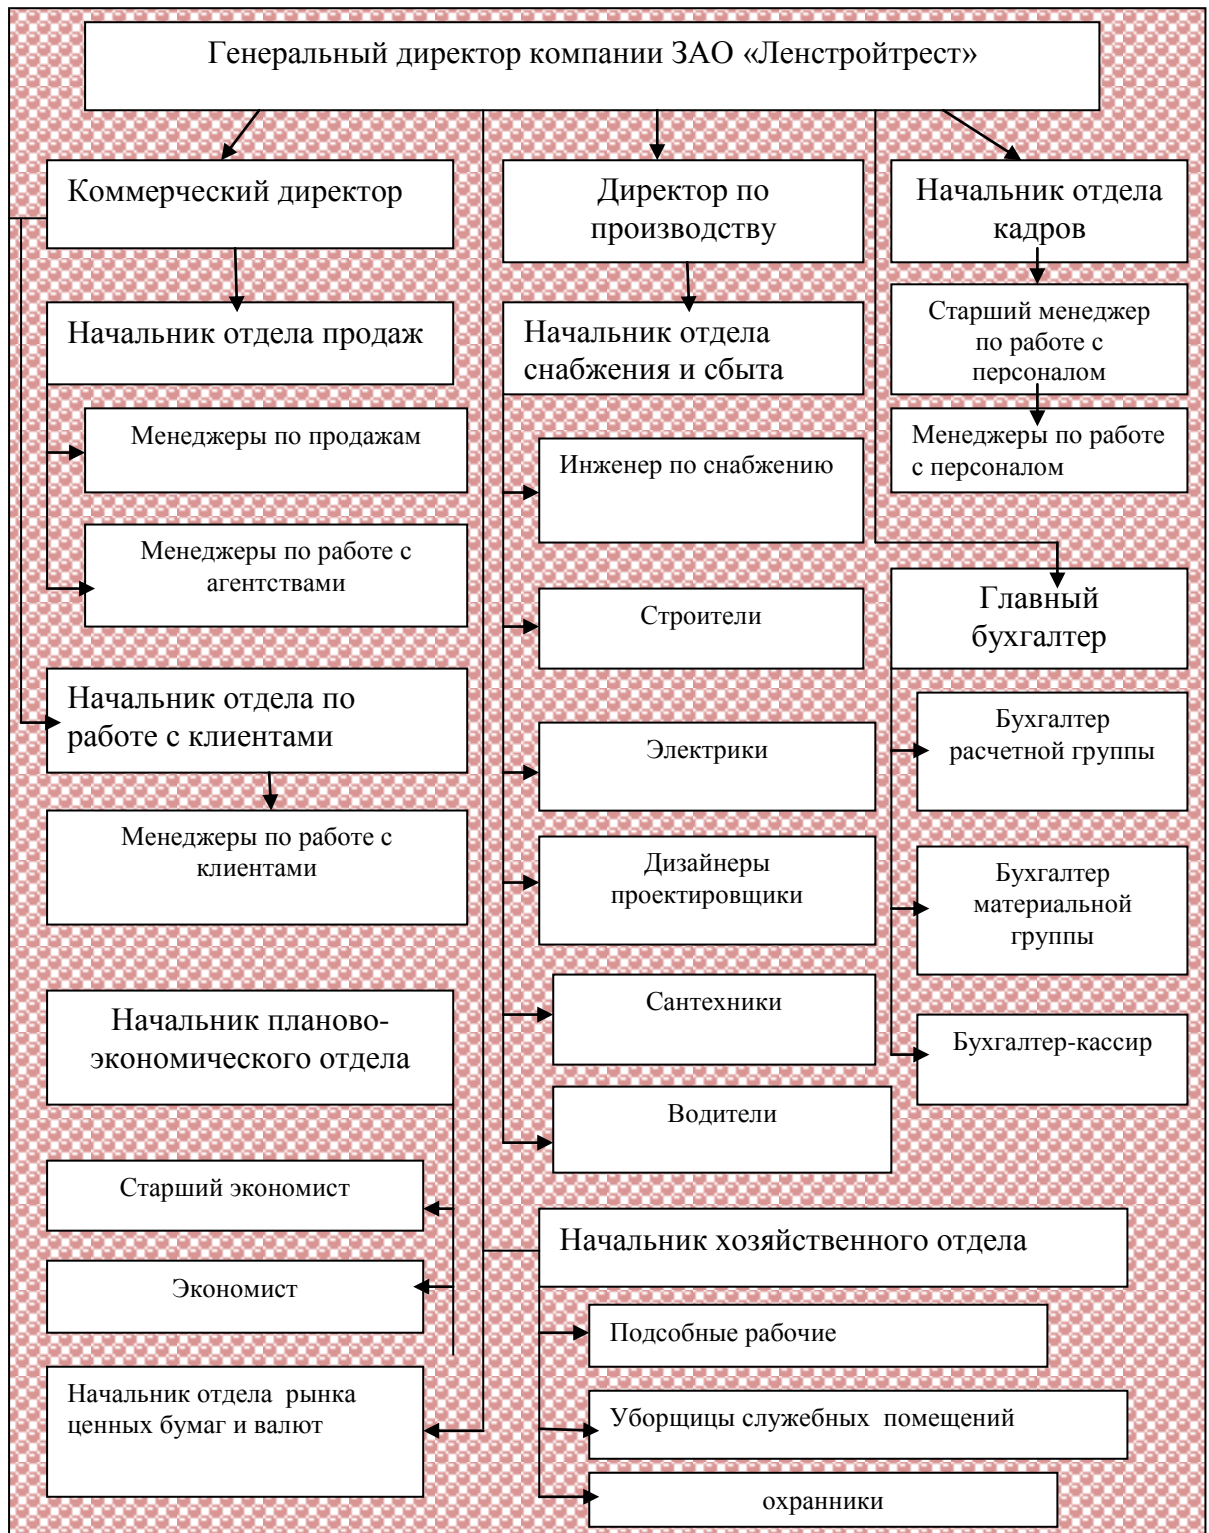 Генеральный директор компании ЗАО «Ленстройтрест»
Коммерческий директор
Директор по
производству
Начальник отдела
кадров
Начальник отдела продаж
Начальник отдела
снабжения и сбыта
Старший менеджер
по работе с
персоналом
Менеджеры по продажам
Менеджеры по работе
с персоналом
Инженер по снабжению
Менеджеры по работе с
агентствами
Строители
Главный
бухгалтер
Начальник отдела по
работе с клиентами
Электрики
Бухгалтер
расчетной группы
Менеджеры по работе с
клиентами
Дизайнеры
проектировщики
Бухгалтер
материальной
группы
Начальник планово-
экономического отдела
Сантехники
Бухгалтер-кассир
Водители
Старший экономист
Начальник хозяйственного отдела
Экономист
Подсобные рабочие
Начальник отдела рынка
ценных бумаг и валют
Уборщицы служебных помещений
охранники